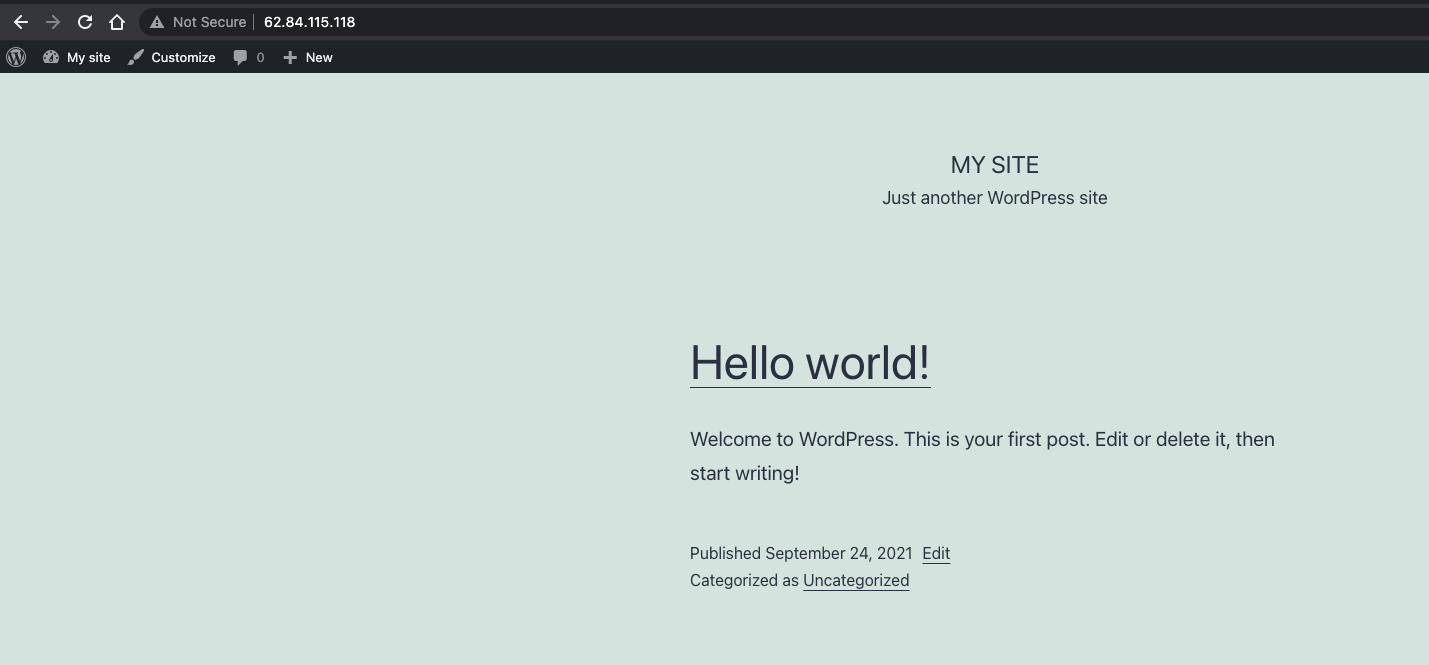 Not Secure 62.84.115.118
My site Customize 0 New
MY SITE
Just another WordPress site
Hello world!
Welcome to WordPress. This is your first post. Edit or delete it, then
start writing!
Published September 24, 2021 Edit
Categorized as Uncategorized